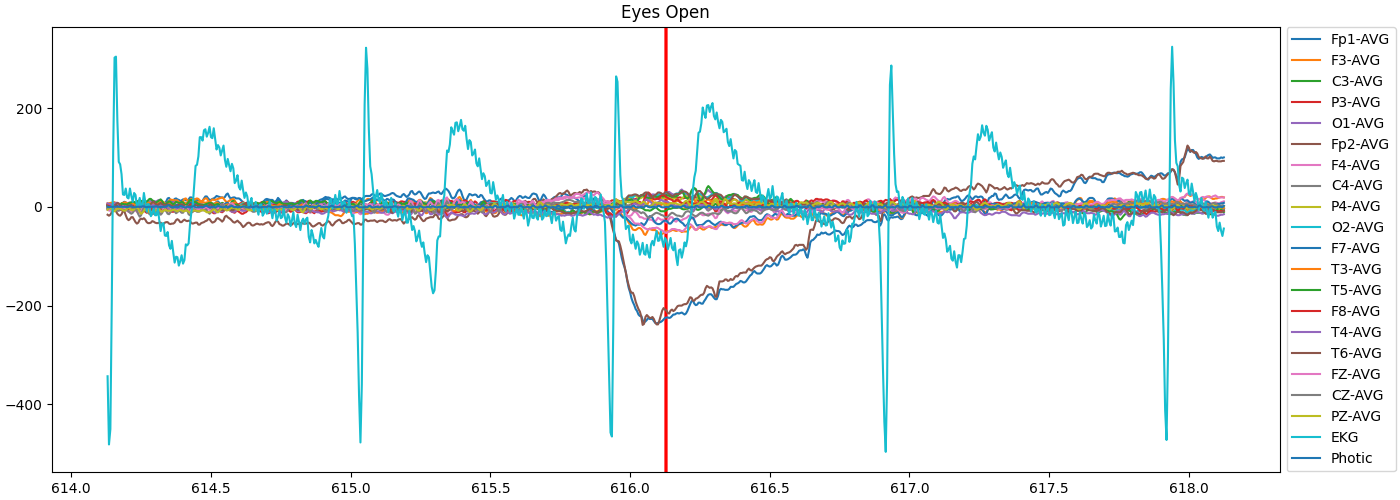 Eyes Open
200
0
−200
−400
614.0 614.5 615.0 615.5 616.0 616.5 617.0 617.5 618.0
Fp1-AVG
F3-AVG
C3-AVG
P3-AVG
O1-AVG
Fp2-AVG
F4-AVG
C4-AVG
P4-AVG
O2-AVG
F7-AVG
T3-AVG
T5-AVG
F8-AVG
T4-AVG
T6-AVG
FZ-AVG
CZ-AVG
PZ-AVG
EKG
Photic